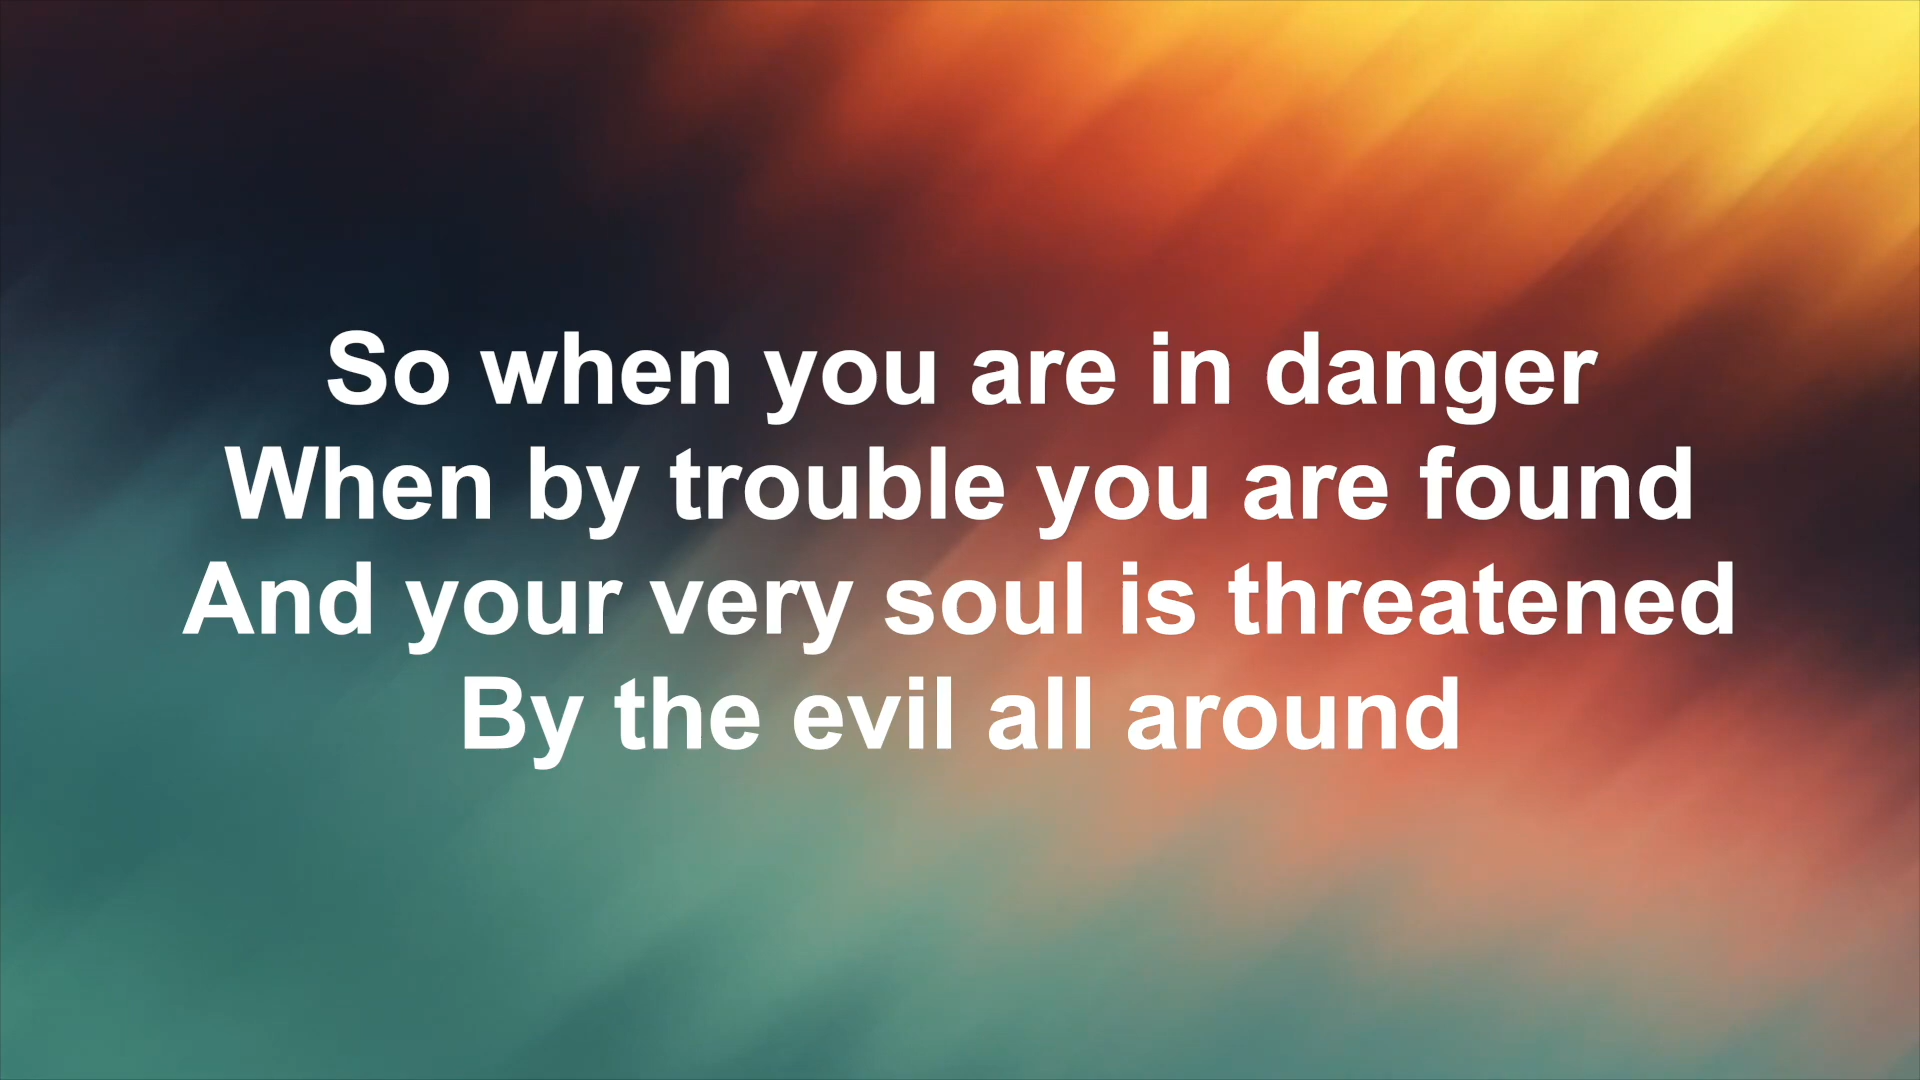 So when you are in danger
When by trouble you are found
And your very soul is threatened
By the evil all around